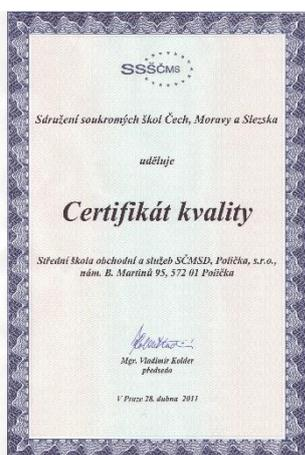 SSŠČMS
Sdružení soukromých škol Čech, Moravy a Slezska
uděluje
Certifikát kvality
Střední škola obchodní a služeb SČMSD, Polička, s.r.o.,
nám. B. Martinů 95, 572 01 Polička
Mgr. Vladimír Kolder
předseda
V Praze 28. dubna 2011